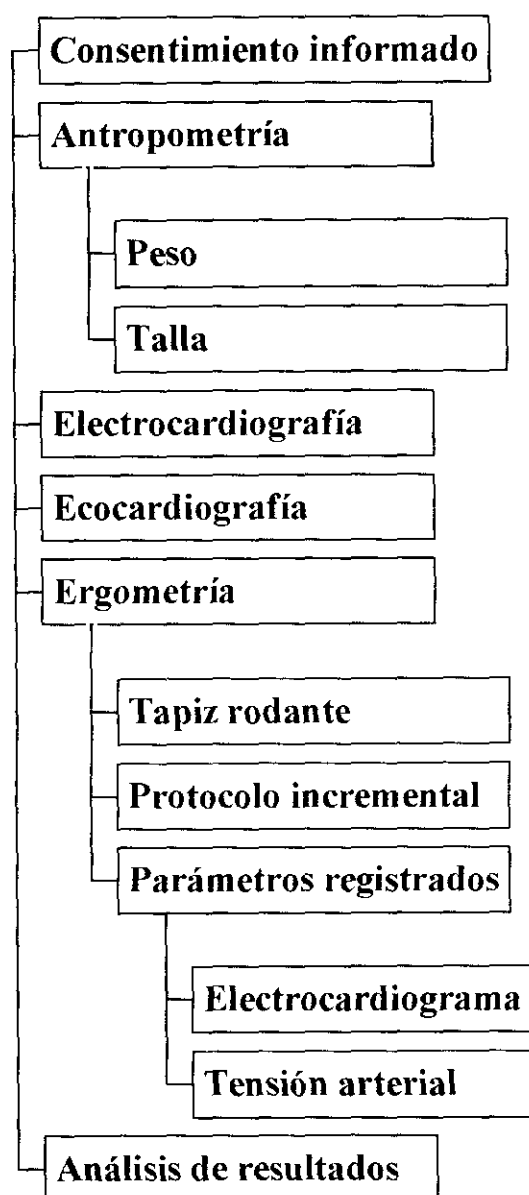 Consentimiento informado
Antropometría
Peso
Talla
Electrocardiografía
Ecocardiografía
Ergometría
Tapiz rodante
Protocolo incremental
Parámetros registrados
Electrocardiograma
Tensión arterial
Análisis de resultados